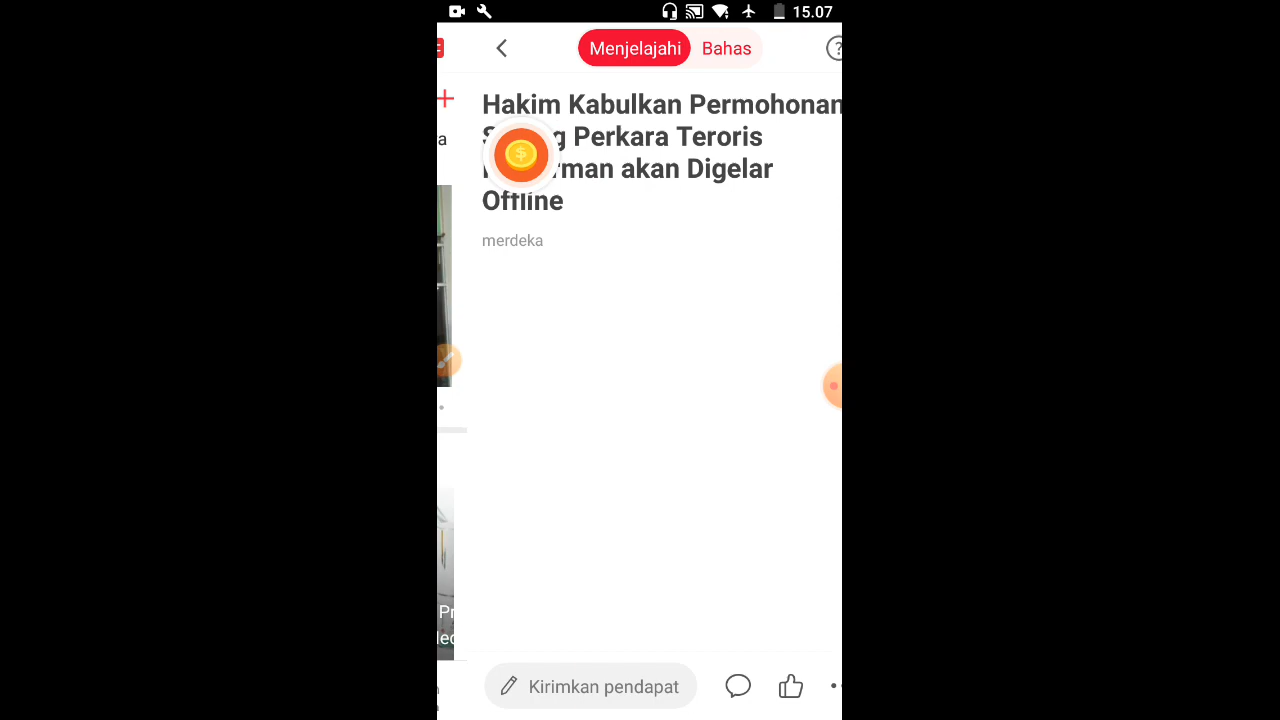 15.07
Menjelajahi Bahas
Hakim Kabulkan Permohonan
Perkara Teroris
akan Digelar
Offline
merdeka
Kirimkan pendapat